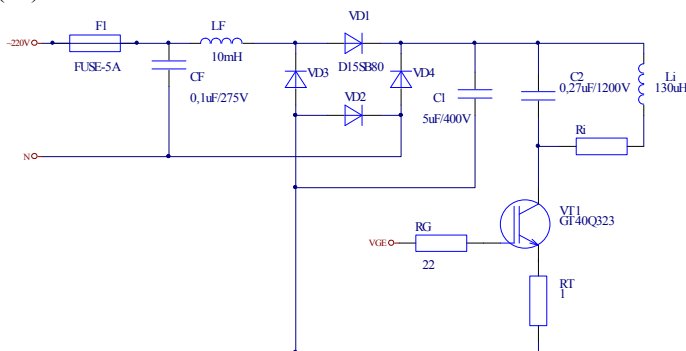 F1
LF
VD1
~220V
FUSE-5A
10mH
D15SB80
CF
0,1uF/275V
VD3
VD4
VD2
C1
5uF/400V
C2
0,27uF/1200V
Li
130uH
Ri
N
VT1
GT40Q323
RG
VGE
22
RT
1